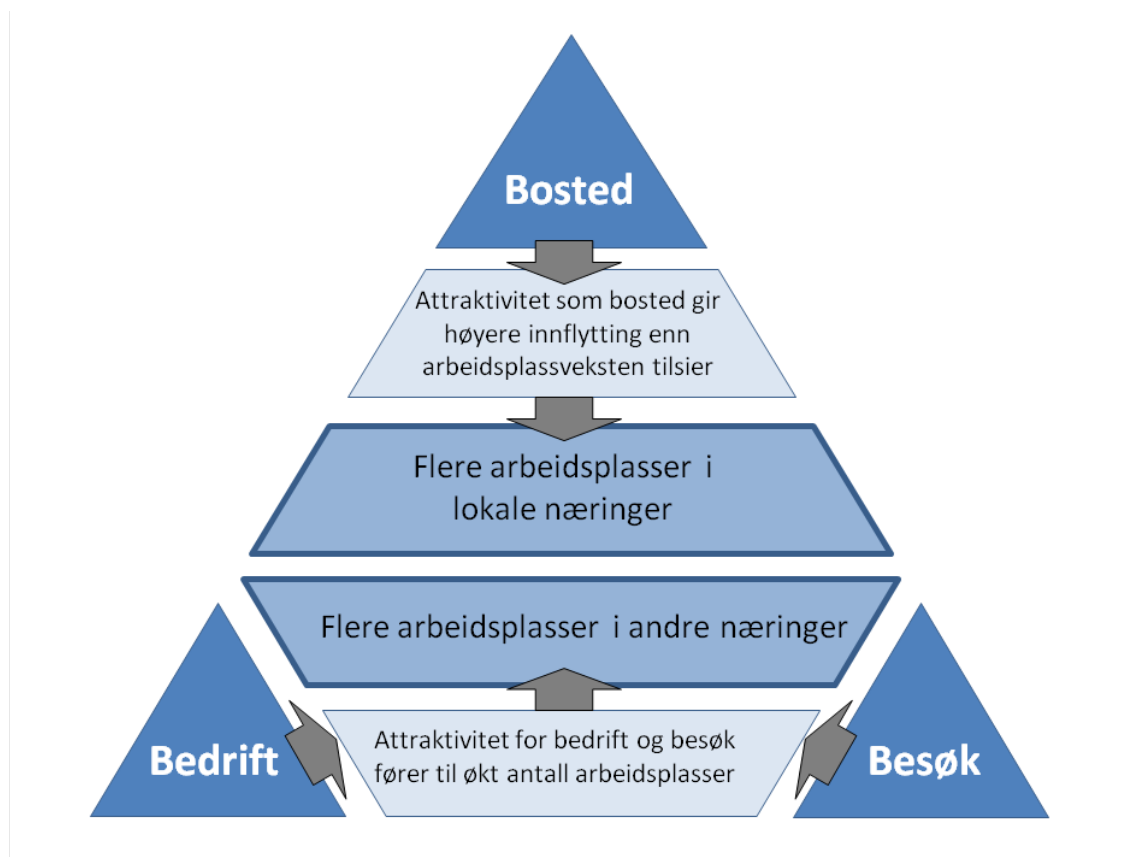 Bosted
Attraktivitet som bosted gir
høyere innflytting enn
arbeidsplassveksten tilsier
Flere arbeidsplasser i
lokale næringer
Flere arbeidsplasser i andre næringer
Bedrift
Attraktivitet for bedrift og besøk
fører til økt antall arbeidsplasser
Besøk